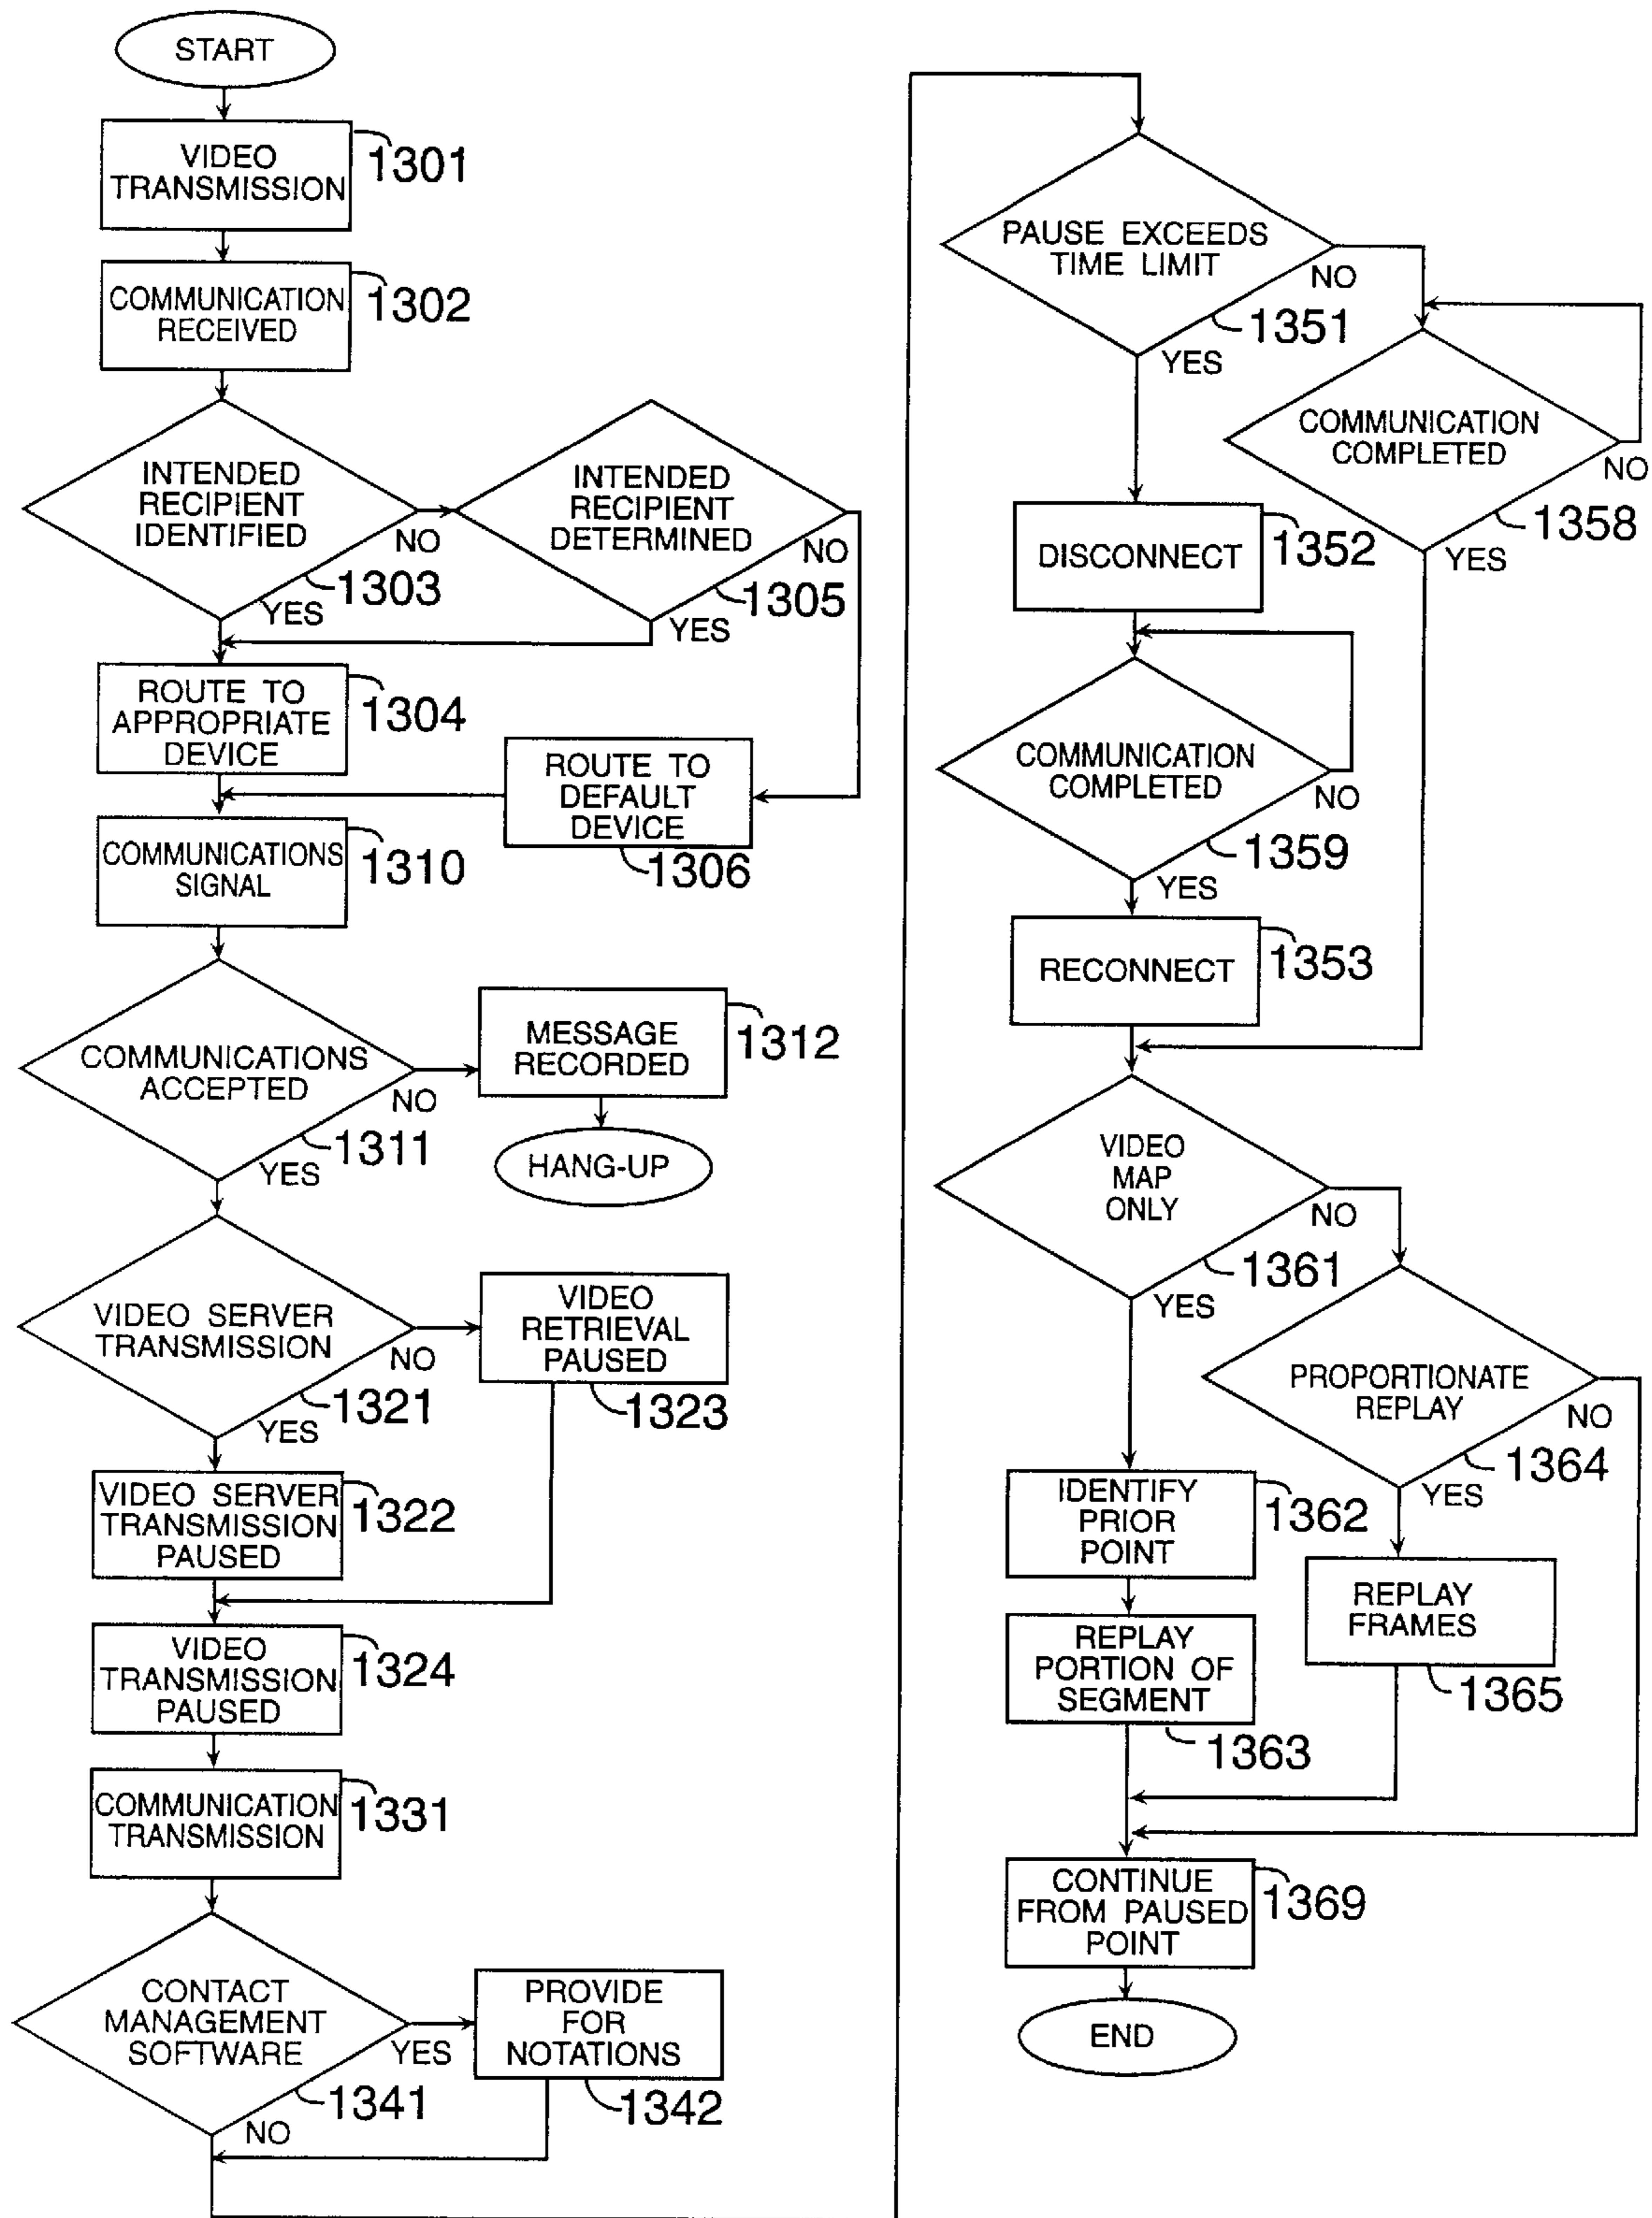 START
VIDEO
TRANSMISSION
1301
COMMUNICATION
RECEIVED
1302
INTENDED
RECIPIENT
IDENTIFIED
NO
1303
YES
INTENDED
RECIPIENT
DETERMINED
NO
1305
YES
ROUTE TO
APPROPRIATE
DEVICE
1304
ROUTE TO
DEFAULT
DEVICE
1306
COMMUNICATIONS
SIGNAL
1310
COMMUNICATIONS
ACCEPTED
NO
1311
YES
MESSAGE
RECORDED
1312
HANG-UP
VIDEO SERVER
TRANSMISSION
NO
1321
YES
VIDEO
RETRIEVAL
PAUSED
1323
VIDEO SERVER
TRANSMISSION
PAUSED
1322
VIDEO
TRANSMISSION
PAUSED
1324
COMMUNICATION
TRANSMISSION
1331
CONTACT
MANAGEMENT
SOFTWARE
YES
1341
NO
PROVIDE
FOR
NOTATIONS
1342
PAUSE EXCEEDS
TIME LIMIT
NO
1351
YES
COMMUNICATION
COMPLETED
NO
1358
YES
DISCONNECT
1352
COMMUNICATION
COMPLETED
NO
1359
YES
RECONNECT
1353
VIDEO
MAP
ONLY
NO
1361
YES
PROPORTIONATE
REPLAY
NO
1364
YES
IDENTIFY
PRIOR
POINT
1362
REPLAY
FRAMES
1365
REPLAY
PORTION OF
SEGMENT
1363
CONTINUE
FROM PAUSED
POINT
1369
END